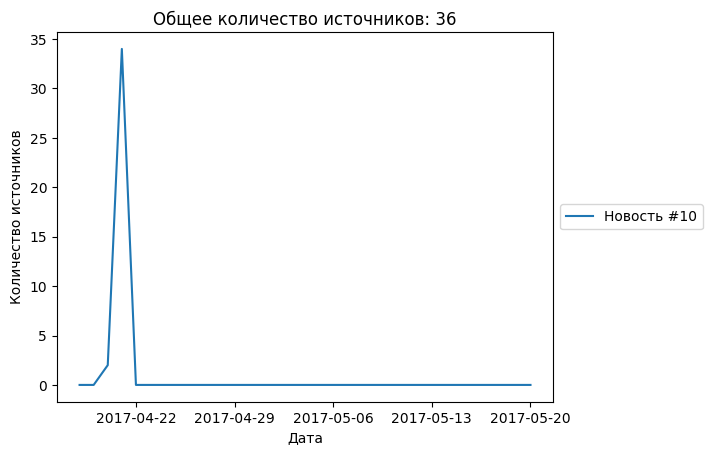 Общее количество источников: 36
35
30
25
20
15
10
5
0
Количество источников
2017-04-22 2017-04-29 2017-05-06 2017-05-13 2017-05-20
Дата
Новость #10